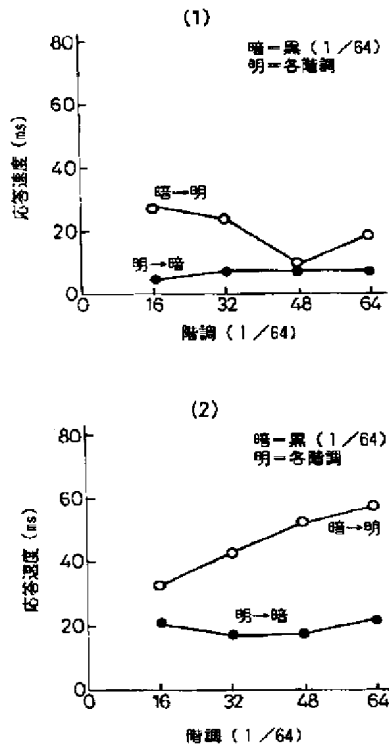 (1)
80
60
40
20
0
応答速度 (ms)
暗=黒 (1/64)
明=各階調
暗→明
明→暗
0 16 32 48 64
階調 (1/64)
(2)
80
60
40
20
0
応答速度 (ms)
暗=黒 (1/64)
明=各階調
暗→明
明→暗
16 32 48 64
階調 (1/64)